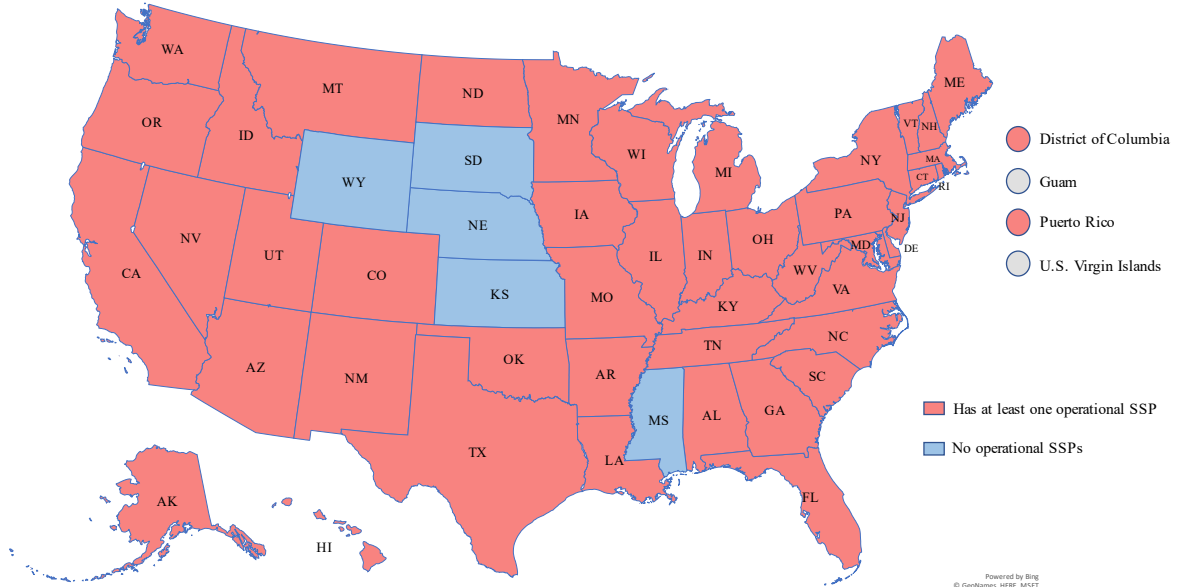 WA
MT
ND
MN
ME
OR
ID
SD
WI
MI
VT
NH
NY
MA
CT
RI
WY
NE
IA
PA
NJ
NV
UT
CO
IL
IN
OH
MD
DE
CA
KS
MO
WV
VA
KY
AZ
NM
OK
AR
TN
NC
SC
MS
AL
GA
TX
LA
FL
AK
HI
District of Columbia
Guam
Puerto Rico
U.S. Virgin Islands
Has at least one operational SSP
No operational SSPs
Powered by Bing
© GeoNames, HERE, MSFT